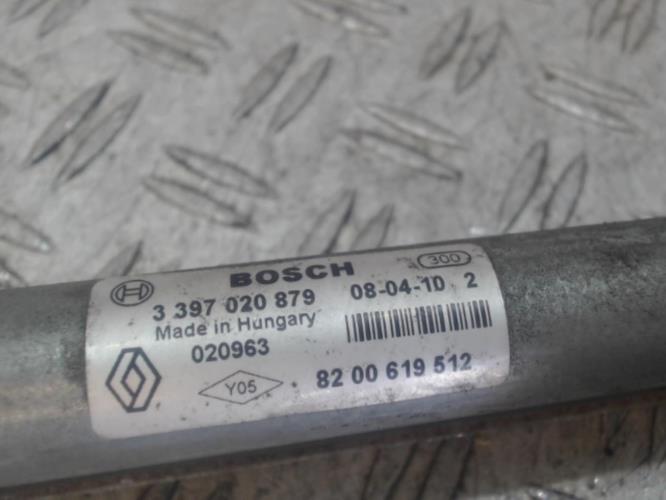 BOSCH 300
3 397 020 879 08-04-10 2
Made in Hungary
020963
Y05 82 00 619 512